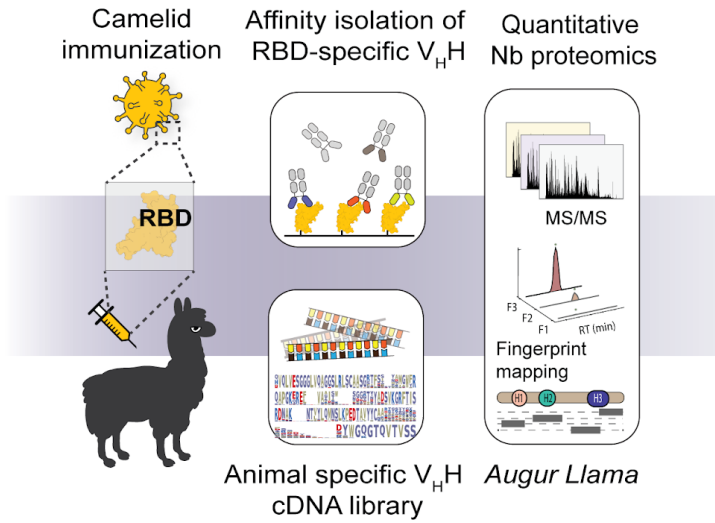 Camelid
immunization
RBD
Affinity isolation of
RBD-specific VHH
Animal specific VHH
cDNA library
Quantitative
Nb proteomics
MS/MS
F3
F2
F1
RT (min)
Fingerprint
mapping
H1 H2 H3
Augur Llama